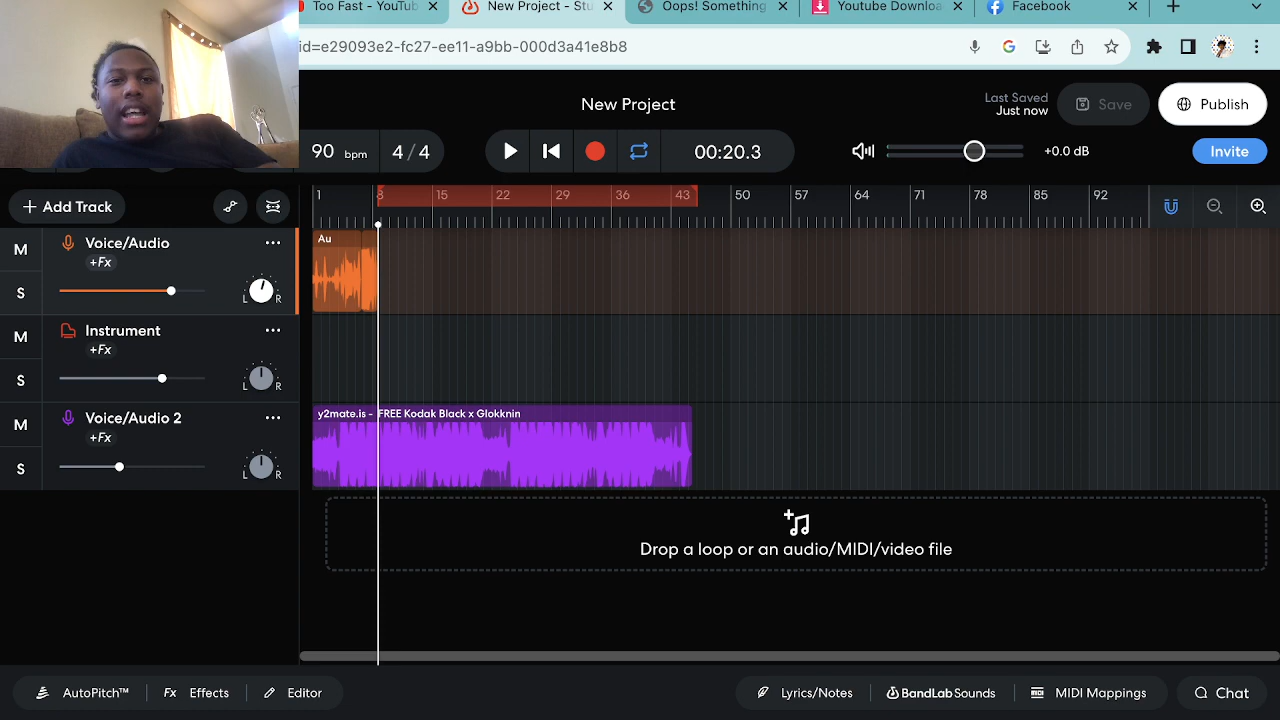 Too Fast - YouTub
New Project - Stu
Oops! Something
Youtube Downloa
Facebook
id=e29093e2-fc27-ee11-a9bb-000d3a41e8b8
New Project
Last Saved
Just now
Save
Publish
90 bpm
4/4
00:20.3
+0.0 dB
Invite
+ Add Track
1 8 15 22 29 36 43 50 57 64 71 78 85 92
M
Voice/Audio
Au
+Fx
S
L R
M
Instrument
+Fx
S
L R
M
Voice/Audio 2
y2mate.is - FREE Kodak Black x Glokknin
+Fx
S
L R
Drop a loop or an audio/MIDI/video file
AutoPitch™
Fx Effects
Editor
Lyrics/Notes
BandLab Sounds
MIDI Mappings
Chat